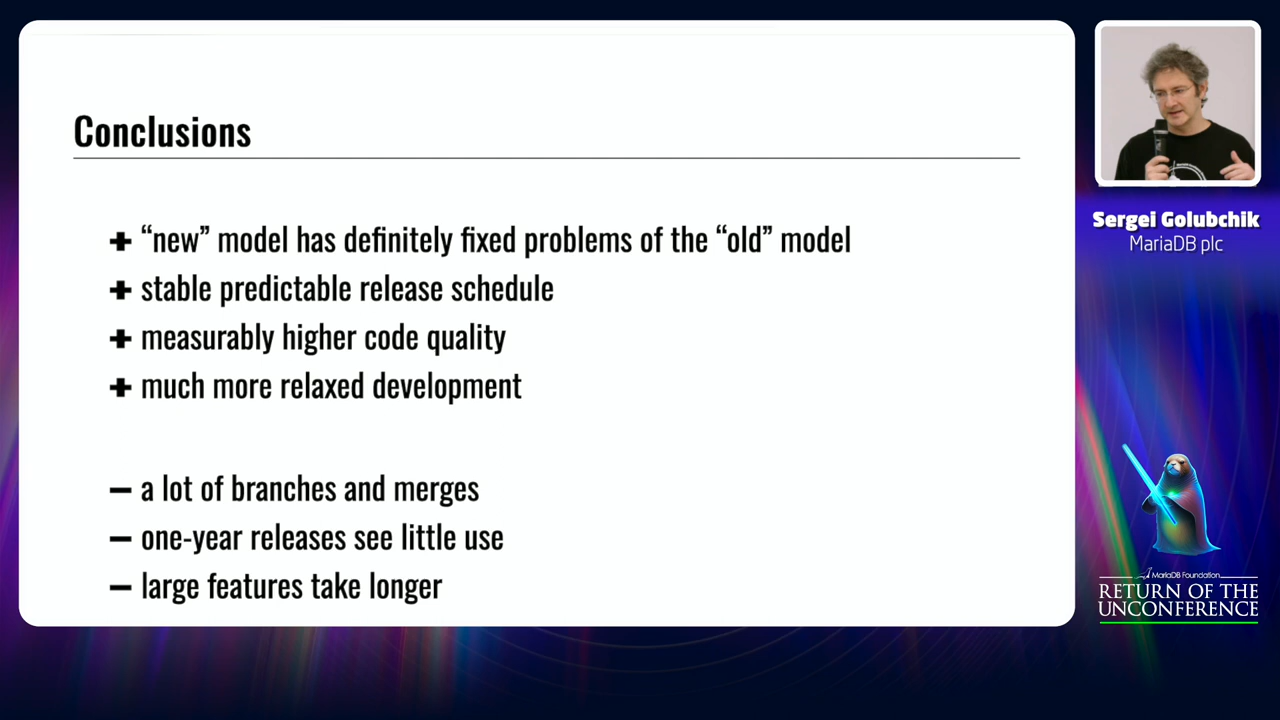 Conclusions
+ “new” model has definitely fixed problems of the “old” model
+ stable predictable release schedule
+ measurably higher code quality
+ much more relaxed development
– a lot of branches and merges
– one-year releases see little use
– large features take longer
Sergei Golubchik
MariaDB plc
MariaDB Foundation
RETURN OF THE
UNCONFERENCE